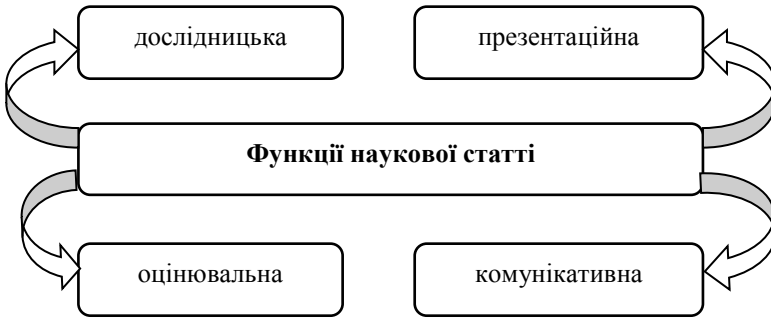 дослідницька
презентаційна
Функції наукової статті
оцінювальна
комунікативна